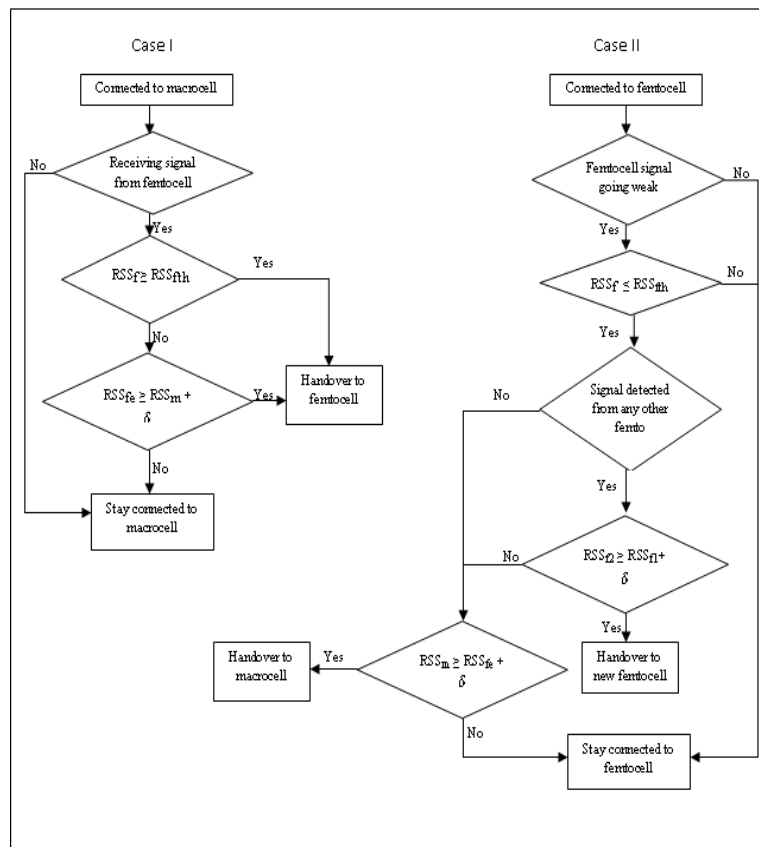 Case I
Connected to macrocell
No
Receiving signal
from femtocell
Yes
RSSf ≥ RSSfth
Yes
No
RSSfe ≥ RSSm +
δ
Yes
Handover to
femtocell
No
Stay connected to
macrocell
Case II
Connected to femtocell
Femtocell signal
going weak
No
Yes
RSSf ≤ RSSfth
No
Yes
Signal detected
from any other
femto
No
Yes
RSSf2 ≥ RSSf1+
δ
No
Yes
Handover to
new femtocell
RSSm ≥ RSSfe +
δ
Yes
Handover to
macrocell
No
Stay connected to
femtocell